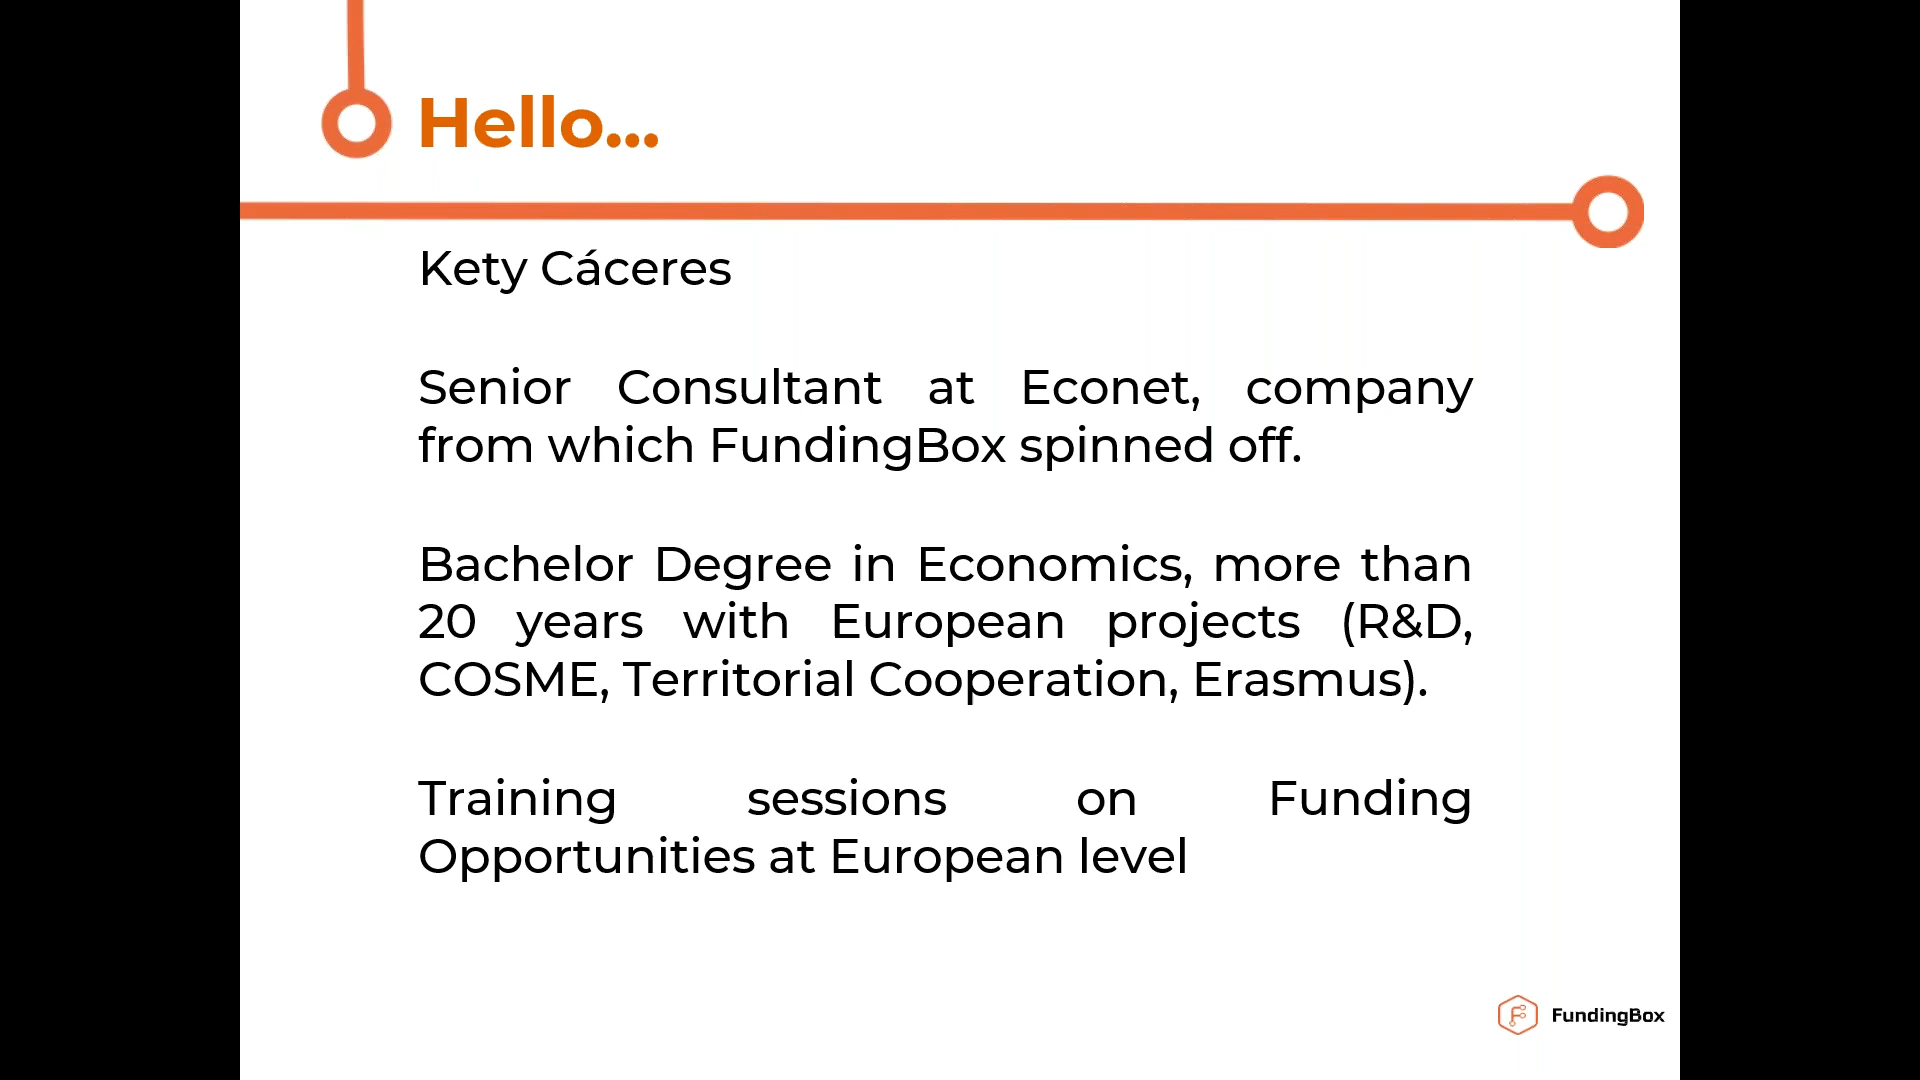 Hello...
Kety Cáceres
Senior Consultant at Econet, company
from which FundingBox spinned off.
Bachelor Degree in Economics, more than
20 years with European projects (R&D,
COSME, Territorial Cooperation, Erasmus).
Training sessions on Funding
Opportunities at European level
FundingBox